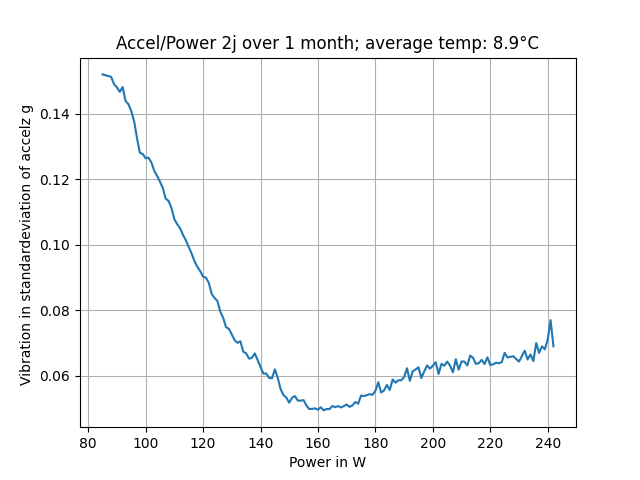 Accel/Power 2j over 1 month; average temp: 8.9°C
Vibration in standardeviation of accelz g
0.14
0.12
0.10
0.08
0.06
80 100 120 140 160 180 200 220 240
Power in W